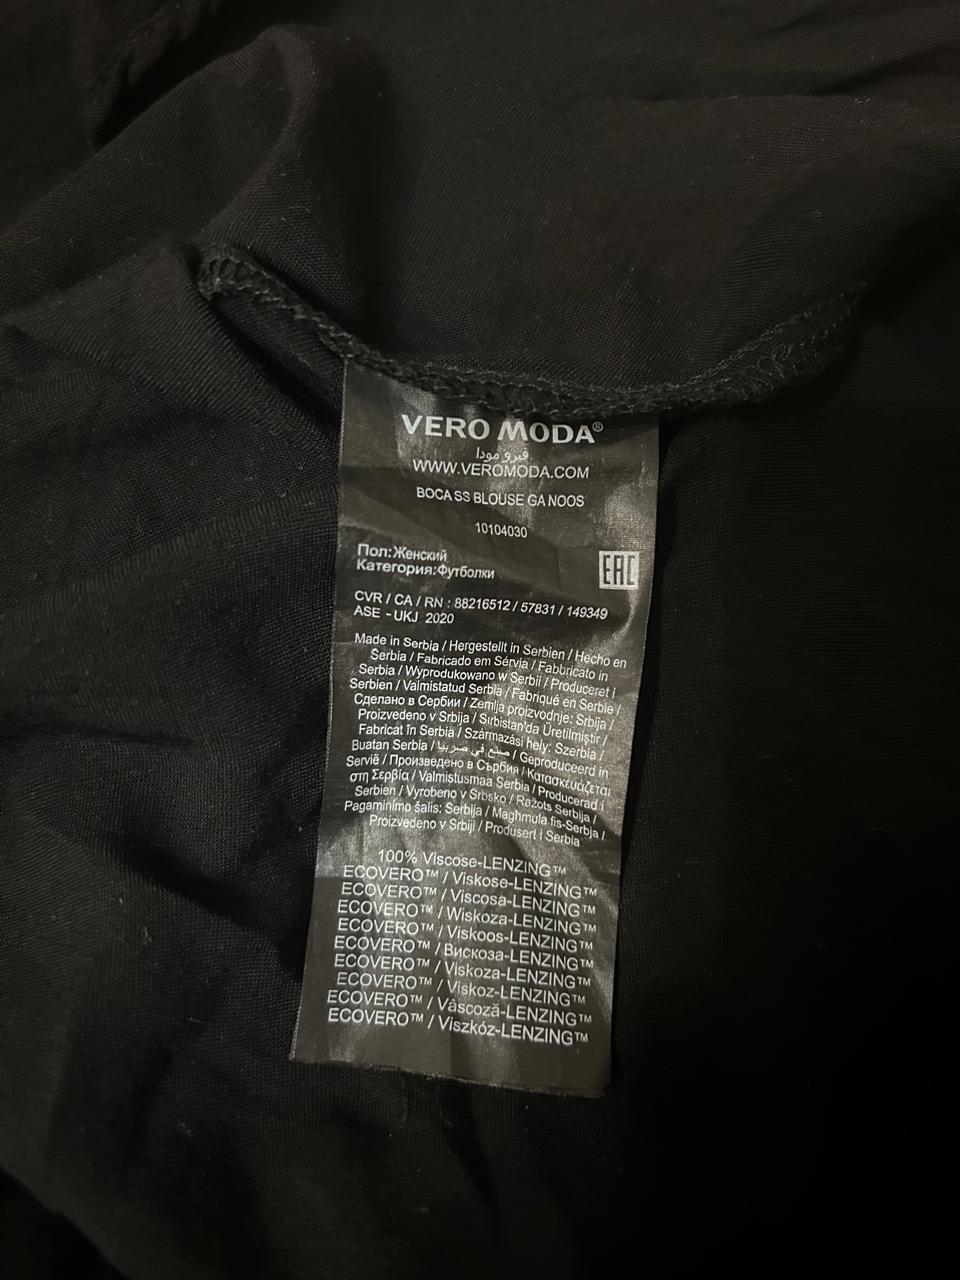 VERO MODA®
فيرو مودا
WWW.VEROMODA.COM
BOCA SS BLOUSE GA NOOS
10104030
Пол:Женский
Категория:Футболки
EAC
CVR / CA / RN : 88216512 / 57831 / 149349
ASE - UKJ 2020
Made in Serbia / Hergestellt in Serbien / Hecho en
Serbia / Fabricado em Sérvia / Fabbricato in
Serbia / Wyprodukowano w Serbii / Produceret i
Serbien / Valmistatud Serbia / Fabriqué en Serbie /
Сделано в Сербии / Zemlja proizvodnje: Srbija /
Proizvedeno v Srbija / Sırbistan'da Üretilmiştir /
Fabricat în Serbia / Származási hely: Szerbia /
Buatan Serbia / صنع في صربيا / Geproduceerd in
Servië / Произведено в Сърбия / Κατασκευάζεται
στη Σερβία / Valmistusmaa Serbia / Producerad i
Serbien / Vyrobeno v Srbsko / Ražots Serbija /
Pagaminimo šalis: Serbija / Maghmula fis-Serbja /
Proizvedeno v Srbiji / Produsert i Serbia
100% Viscose-LENZING™
ECOVERO™ / Viskose-LENZING™
ECOVERO™ / Viscosa-LENZING™
ECOVERO™ / Wiskoza-LENZING™
ECOVERO™ / Viskoos-LENZING™
ECOVERO™ / Вискоза-LENZING™
ECOVERO™ / Viskoza-LENZING™
ECOVERO™ / Viskoz-LENZING™
ECOVERO™ / Vâscoză-LENZING™
ECOVERO™ / Viszkóz-LENZING™